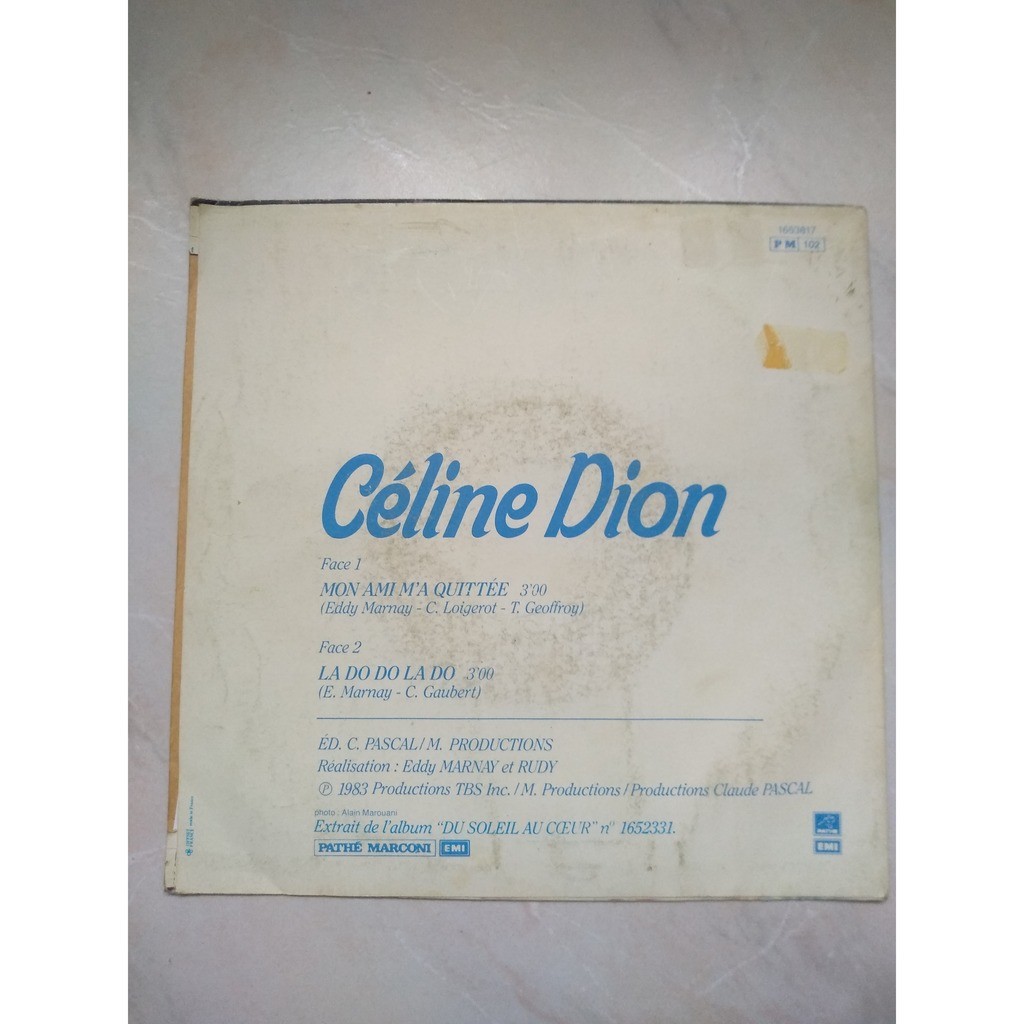 1653817
PM 102
Céline Dion
Face 1
MON AMI M'A QUITTÉE 3'00
(Eddy Marnay - C. Loigerot - T. Geoffroy)
Face 2
LA DO DO LA DO 3'00
(E. Marnay - C. Gaubert)
ÉD. C. PASCAL / M. PRODUCTIONS
Réalisation : Eddy MARNAY et RUDY
℗ 1983 Productions TBS Inc. / M. Productions / Productions Claude PASCAL
photo : Alain Marouani
Extrait de l'album "DU SOLEIL AU CŒUR" n° 1652331.
PATHÉ MARCONI EMI
EMI